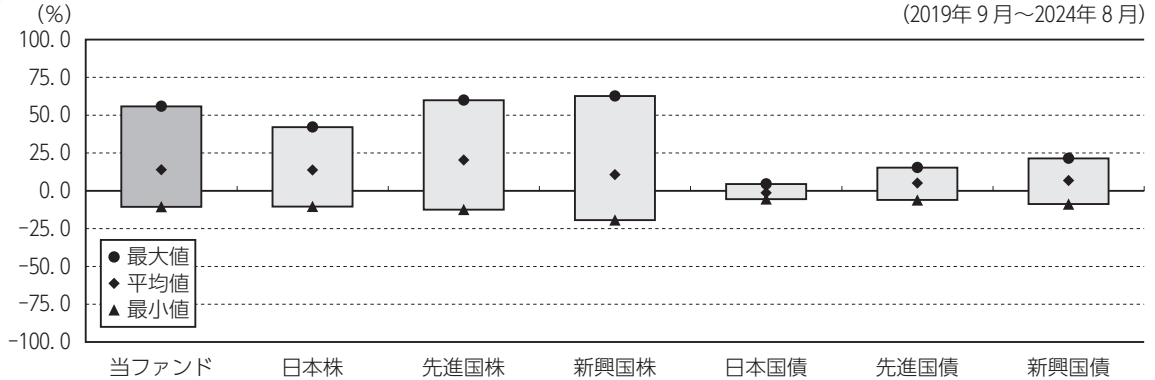 (%)
(2019年9月~2024年8月)
100.0
75.0
50.0
25.0
0.0
-25.0
-50.0
-75.0
-100.0
●最大値
◆平均値
▲最小値
当ファンド 日本株 先進国株 新興国株 日本国債 先進国債 新興国債